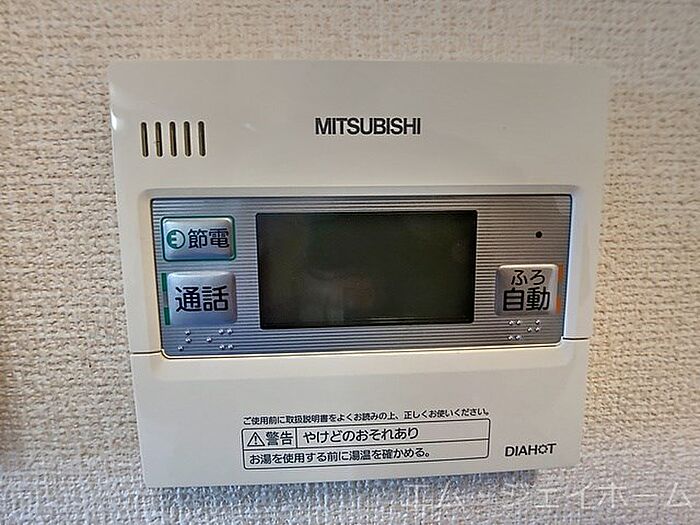 MITSUBISHI
節電
通話
ふろ
自動
ご使用前に取扱説明書をよくお読みの上、正しくお使いください。
警告 やけどのおそれあり
お湯を使用する前に湯温を確かめる。
DIAHOT